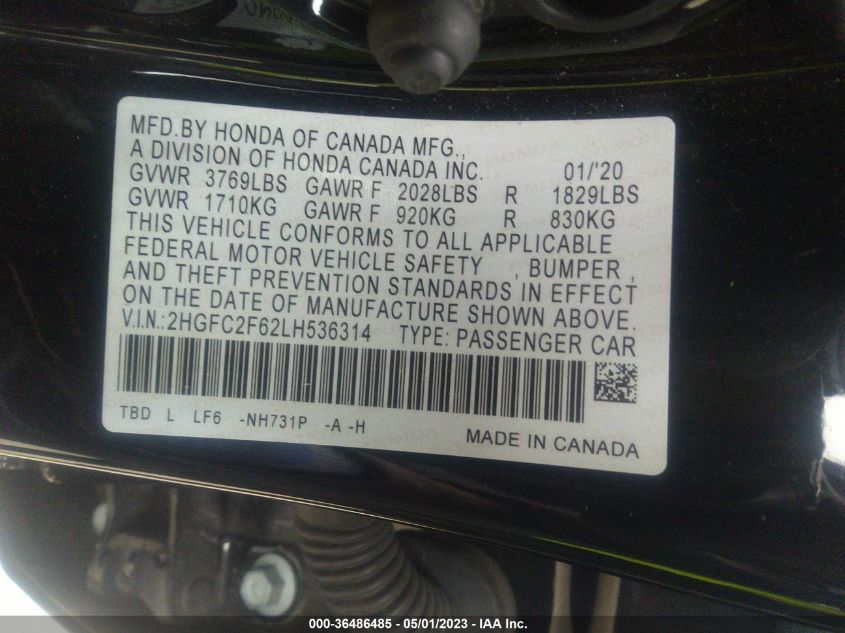 MFD.BY HONDA OF CANADA MFG.,
A DIVISION OF HONDA CANADA INC. 01/'20
GVWR 3769LBS GAWR F 2028LBS R 1829LBS
GVWR 1710KG GAWR F 920KG R 830KG
THIS VEHICLE CONFORMS TO ALL APPLICABLE
FEDERAL MOTOR VEHICLE SAFETY , BUMPER ,
AND THEFT PREVENTION STANDARDS IN EFFECT
ON THE DATE OF MANUFACTURE SHOWN ABOVE.
V.I.N.:2HGFC2F62LH536314 TYPE: PASSENGER CAR
TBD L LF6 -NH731P -A -H
MADE IN CANADA
000-36486485 - 05/01/2023 - IAA Inc.